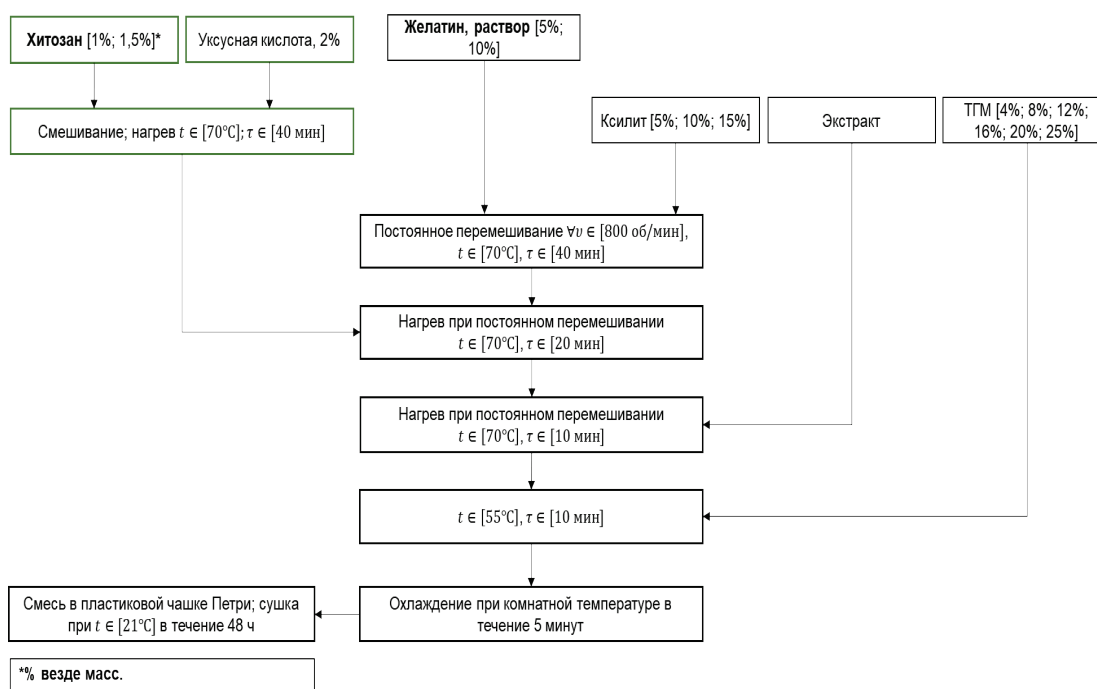 Хитозан [1%; 1,5%]*
Уксусная кислота, 2%
Желатин, раствор [5%;
10%]
Ксилит [5%; 10%; 15%]
Экстракт
ТГМ [4%; 8%; 12%;
16%; 20%; 25%]
Смешивание; нагрев t ∈ [70℃]; τ ∈ [40 мин]
Постоянное перемешивание ∀υ ∈ [800 об/мин],
t ∈ [70℃], τ ∈ [40 мин]
Нагрев при постоянном перемешивании
t ∈ [70℃], τ ∈ [20 мин]
Нагрев при постоянном перемешивании
t ∈ [70℃], τ ∈ [10 мин]
t ∈ [55℃], τ ∈ [10 мин]
Смесь в пластиковой чашке Петри; сушка
при t ∈ [21℃] в течение 48 ч
Охлаждение при комнатной температуре в
течение 5 минут
*% везде масс.